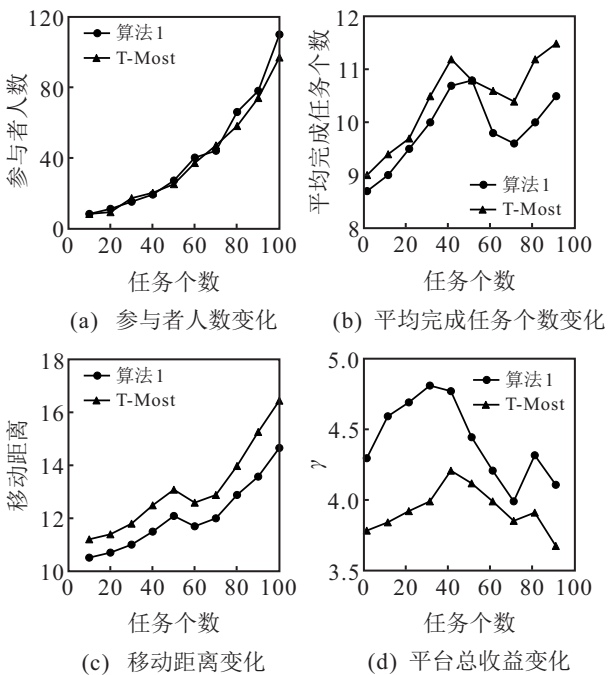 120
80
40
0
参与者人数
算法1
T-Most
0 20 40 60 80 100
任务个数
(a) 参与者人数变化
12
11
10
9
8
平均完成任务个数
算法1
T-Most
0 20 40 60 80 100
任务个数
(b) 平均完成任务个数变化
18
16
14
12
10
移动距离
算法1
T-Most
0 20 40 60 80 100
任务个数
(c) 移动距离变化
5.0
4.5
4.0
3.5
γ
算法1
T-Most
0 20 40 60 80 100
任务个数
(d) 平台总收益变化